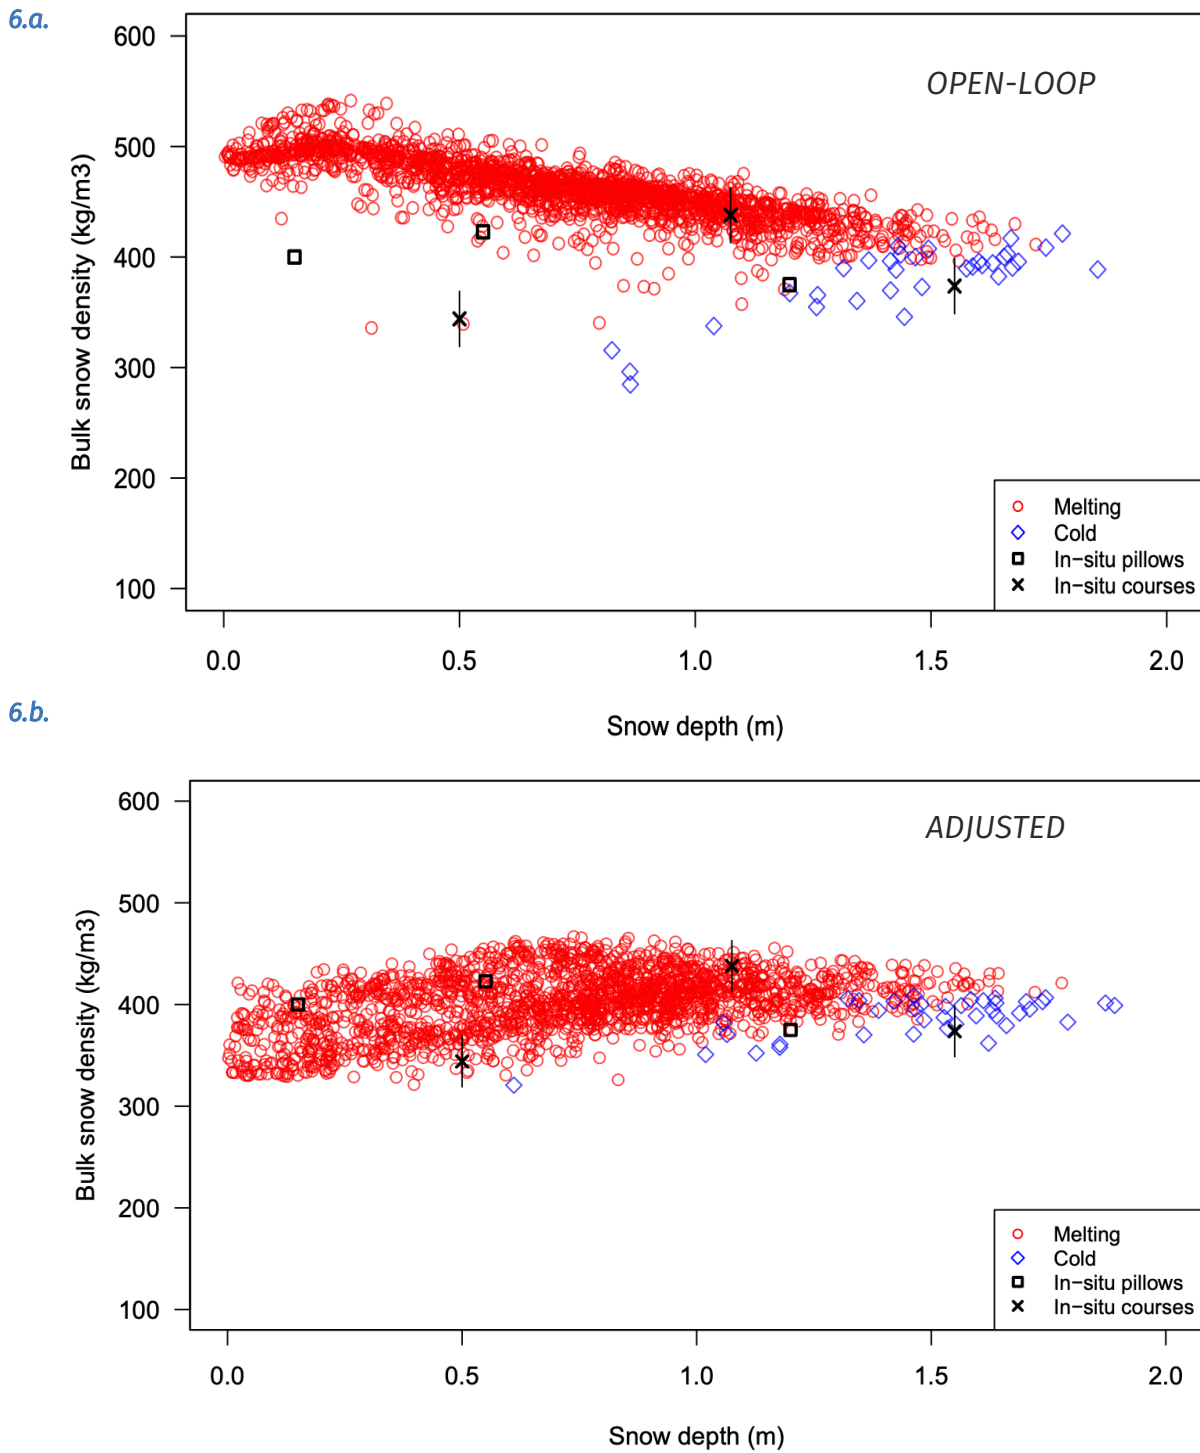 6.a.
OPEN-LOOP
600
500
400
300
200
100
Bulk snow density (kg/m3)
Melting
Cold
In−situ pillows
In−situ courses
0.0 0.5 1.0 1.5 2.0
Snow depth (m)
6.b.
ADJUSTED
600
500
400
300
200
100
Bulk snow density (kg/m3)
Melting
Cold
In−situ pillows
In−situ courses
0.0 0.5 1.0 1.5 2.0
Snow depth (m)